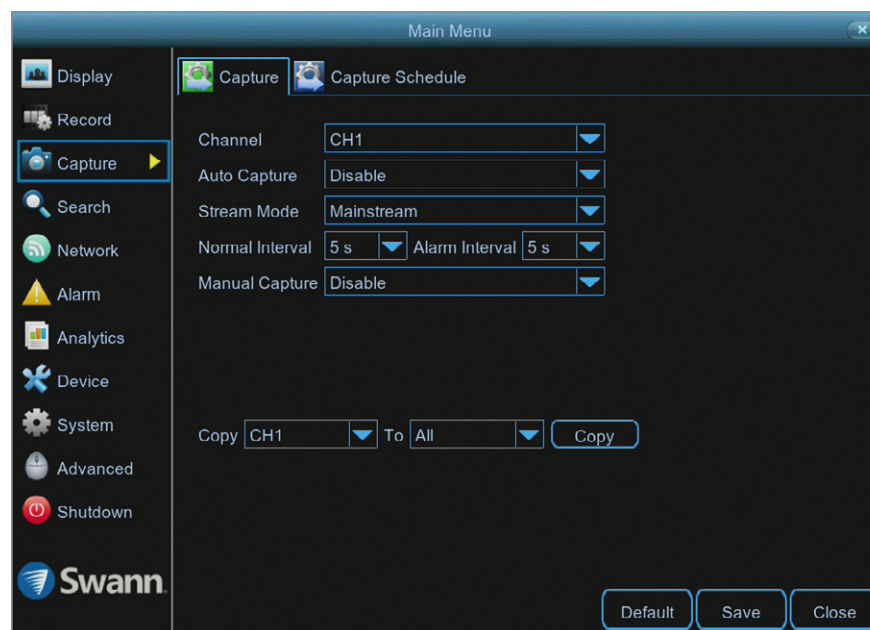 Main Menu
Display
Record
Capture
Search
Network
Alarm
Analytics
Device
System
Advanced
Shutdown
Swann
Capture Capture Schedule
Channel CH1
Auto Capture Disable
Stream Mode Mainstream
Normal Interval 5 s Alarm Interval 5 s
Manual Capture Disable
Copy CH1 To All Copy
Default Save Close